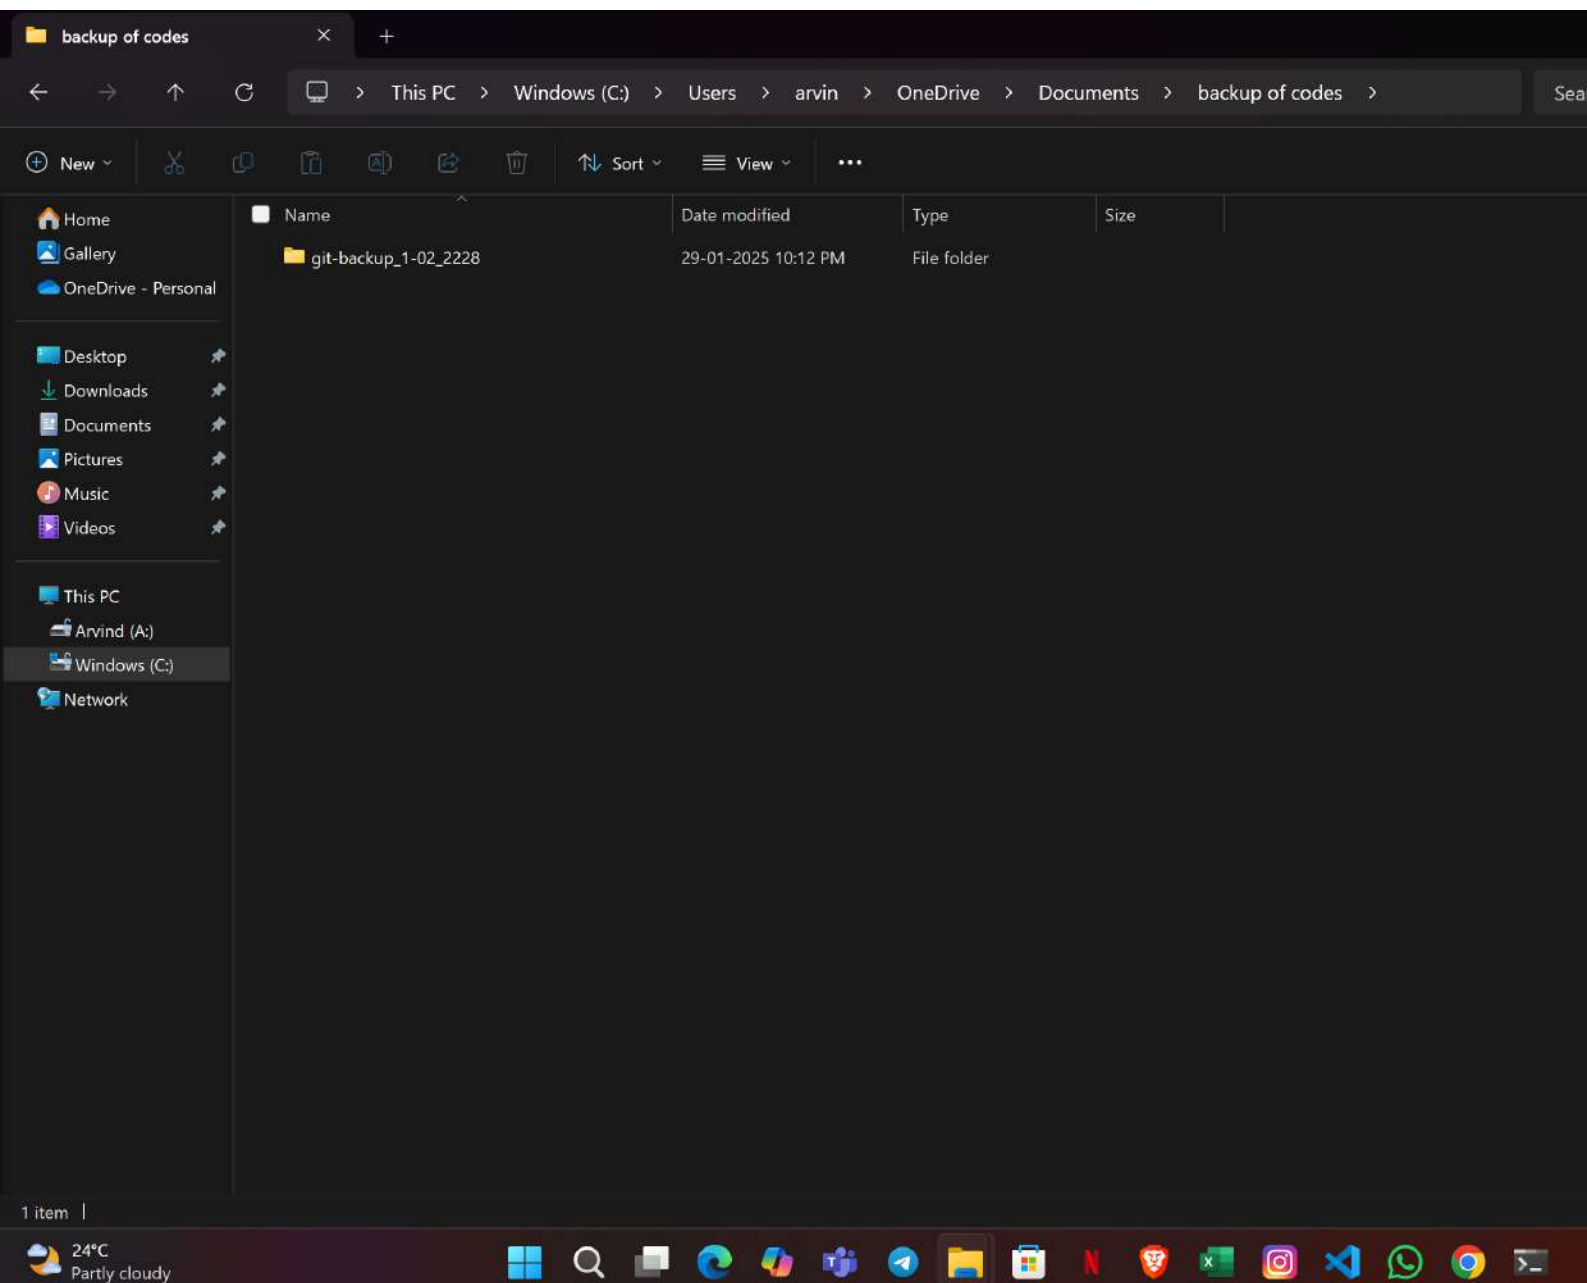 backup of codes
This PC > Windows (C:) > Users > arvin > OneDrive > Documents > backup of codes >
New
Sort
View
Name
Date modified
Type
Size
git-backup_1-02_2228
29-01-2025 10:12 PM
File folder
Home
Gallery
OneDrive - Personal
Desktop
Downloads
Documents
Pictures
Music
Videos
This PC
Arvind (A:)
Windows (C:)
Network
1 item
24°C
Partly cloudy